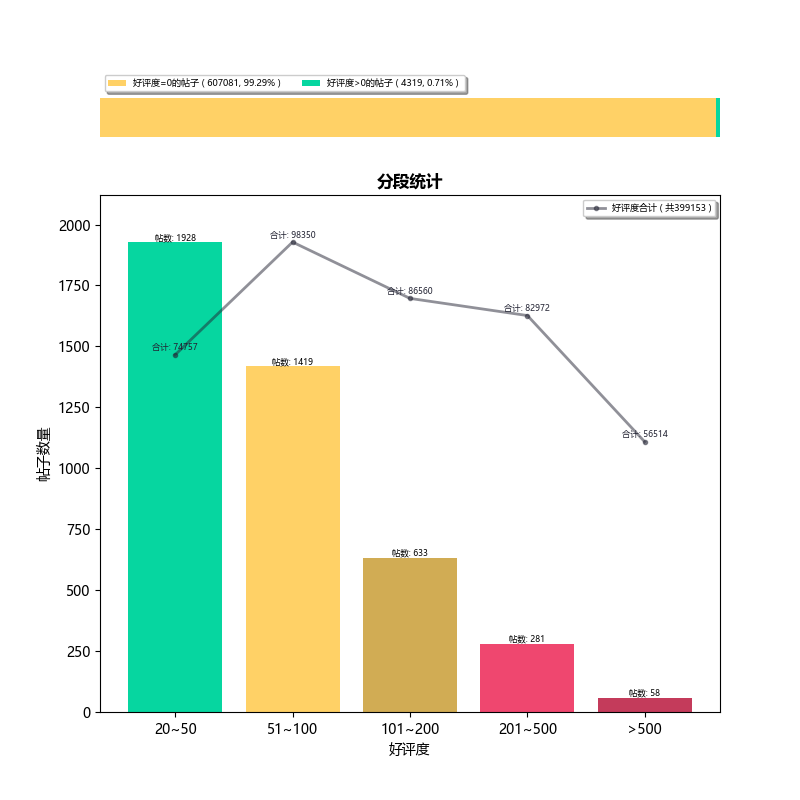 好评度=0的帖子 ( 607081, 99.29% ) 好评度>0的帖子 ( 4319, 0.71% )
分段统计
好评度合计 ( 共399153 )
2000
1750
1500
1250
1000
750
500
250
0
帖子数量
帖数: 1928
合计: 74757
合计: 98350
帖数: 1419
合计: 86560
帖数: 633
合计: 82972
帖数: 281
合计: 56514
帖数: 58
20~50 51~100 101~200 201~500 >500
好评度